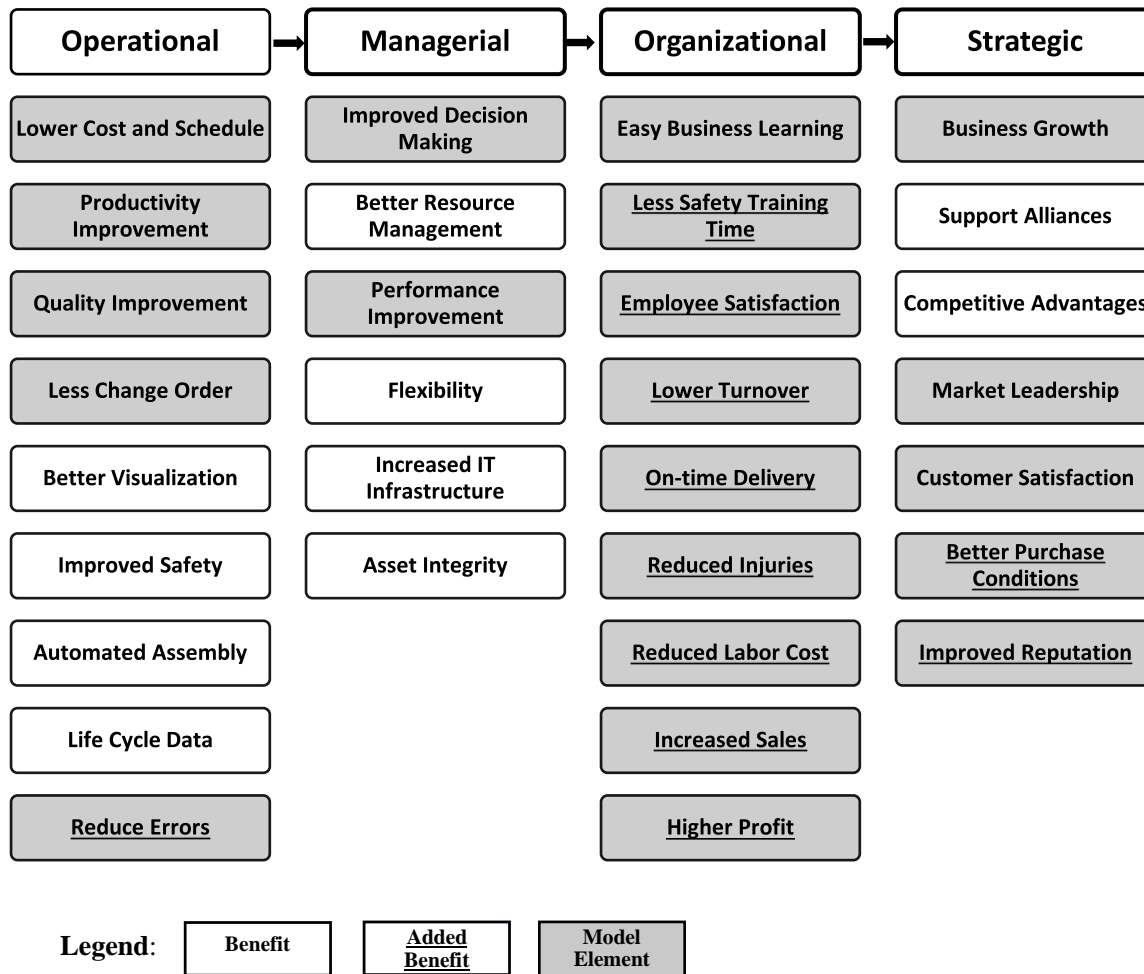 Operational
Managerial
Organizational
Strategic
Lower Cost and Schedule
Productivity
Improvement
Quality Improvement
Less Change Order
Better Visualization
Improved Safety
Automated Assembly
Life Cycle Data
Reduce Errors
Improved Decision
Making
Better Resource
Management
Performance
Improvement
Flexibility
Increased IT
Infrastructure
Asset Integrity
Easy Business Learning
Less Safety Training
Time
Employee Satisfaction
Lower Turnover
On-time Delivery
Reduced Injuries
Reduced Labor Cost
Increased Sales
Higher Profit
Business Growth
Support Alliances
Competitive Advantages
Market Leadership
Customer Satisfaction
Better Purchase
Conditions
Improved Reputation
Legend:
Benefit
Added
Benefit
Model
Element